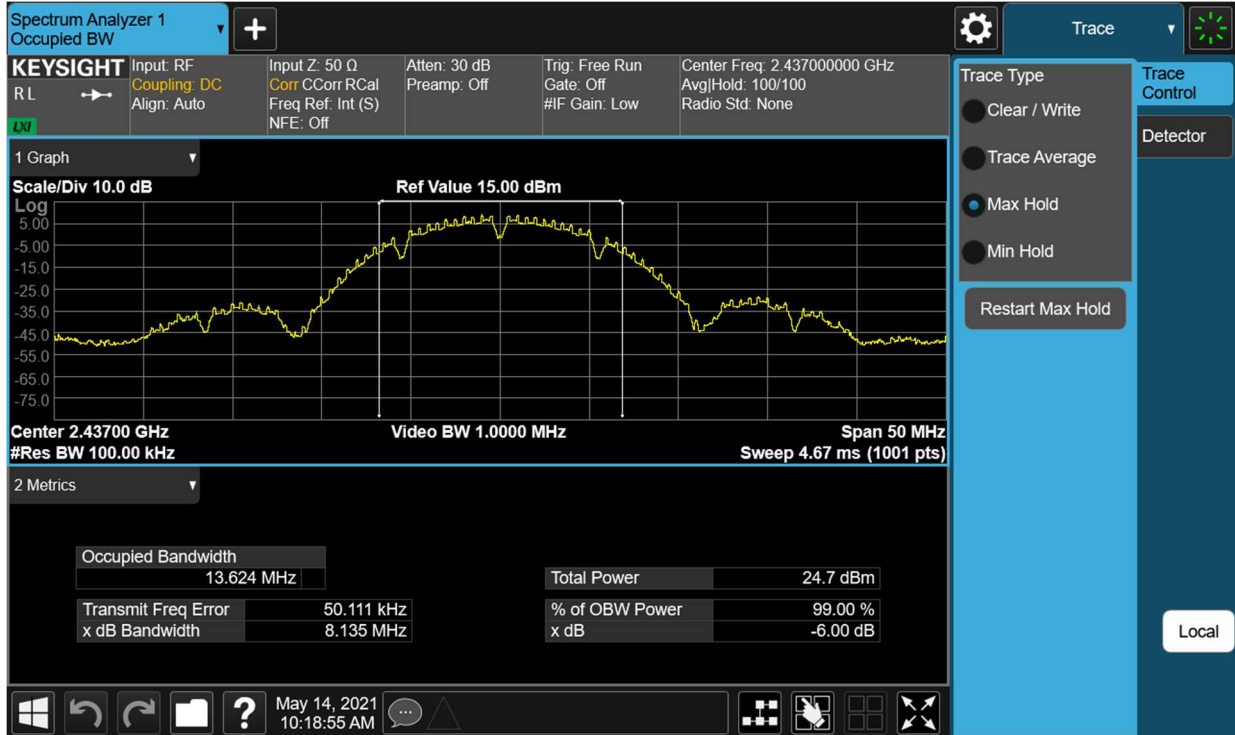 Spectrum Analyzer 1
Occupied BW
+
Trace
KEYSIGHT
R L
LXI
Input: RF
Coupling: DC
Align: Auto
Input Z: 50 Ω
Corr CCorr RCal
Freq Ref: Int (S)
NFE: Off
Atten: 30 dB
Preamp: Off
Trig: Free Run
Gate: Off
#IF Gain: Low
Center Freq: 2.437000000 GHz
Avg|Hold: 100/100
Radio Std: None
Trace Type
Clear / Write
Trace Average
Max Hold
Min Hold
Restart Max Hold
Trace
Control
Detector
1 Graph
Scale/Div 10.0 dB
Ref Value 15.00 dBm
Log
5.00
-5.00
-15.0
-25.0
-35.0
-45.0
-55.0
-65.0
-75.0
Center 2.43700 GHz
Video BW 1.0000 MHz
Span 50 MHz
#Res BW 100.00 kHz
Sweep 4.67 ms (1001 pts)
2 Metrics
Occupied Bandwidth
13.624 MHz
Total Power 24.7 dBm
Transmit Freq Error 50.111 kHz
% of OBW Power 99.00 %
x dB Bandwidth 8.135 MHz
x dB -6.00 dB
Local
?
May 14, 2021
10:18:55 AM